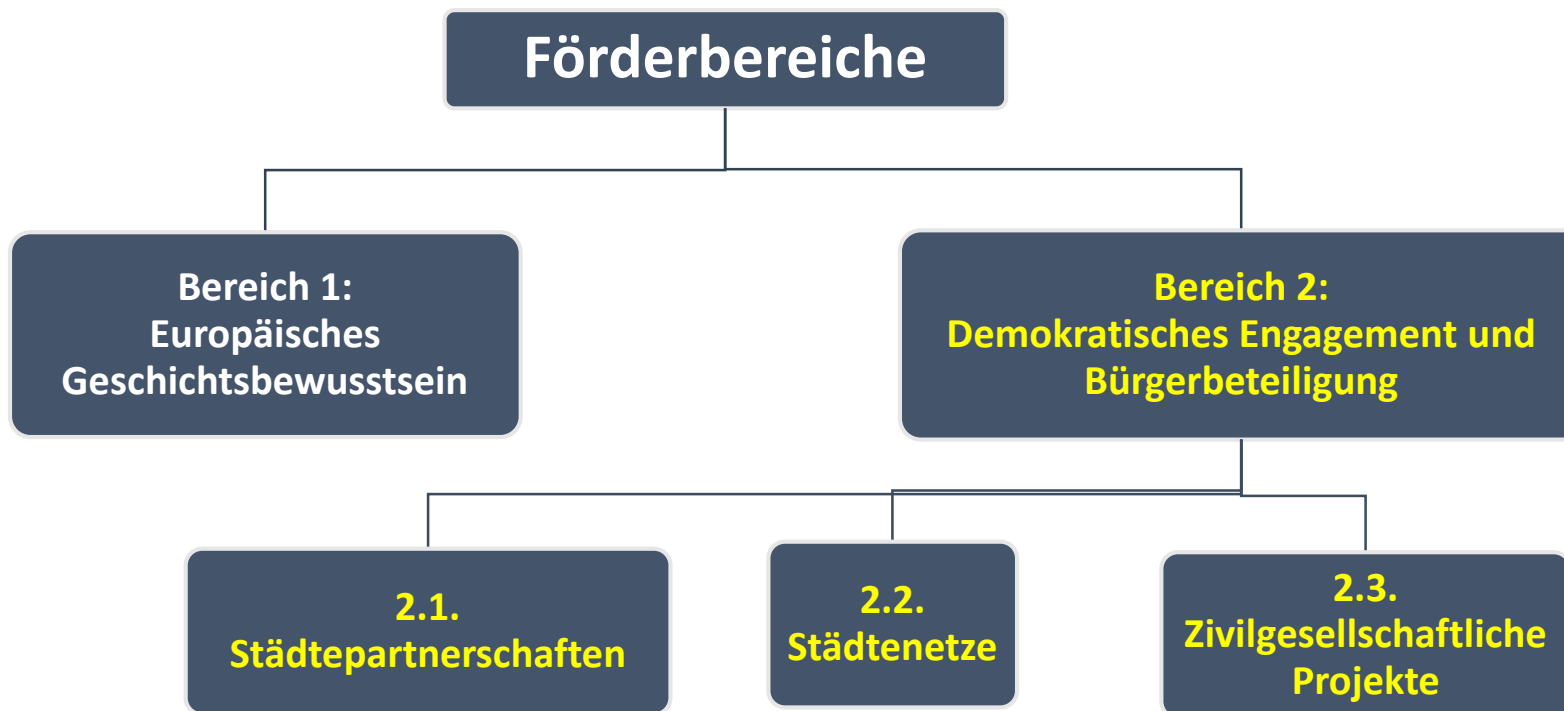 Förderbereiche
Bereich 1:
Europäisches
Geschichtsbewusstsein
Bereich 2:
Demokratisches Engagement und
Bürgerbeteiligung
2.1.
Städtepartnerschaften
2.2.
Städtenetze
2.3.
Zivilgesellschaftliche
Projekte